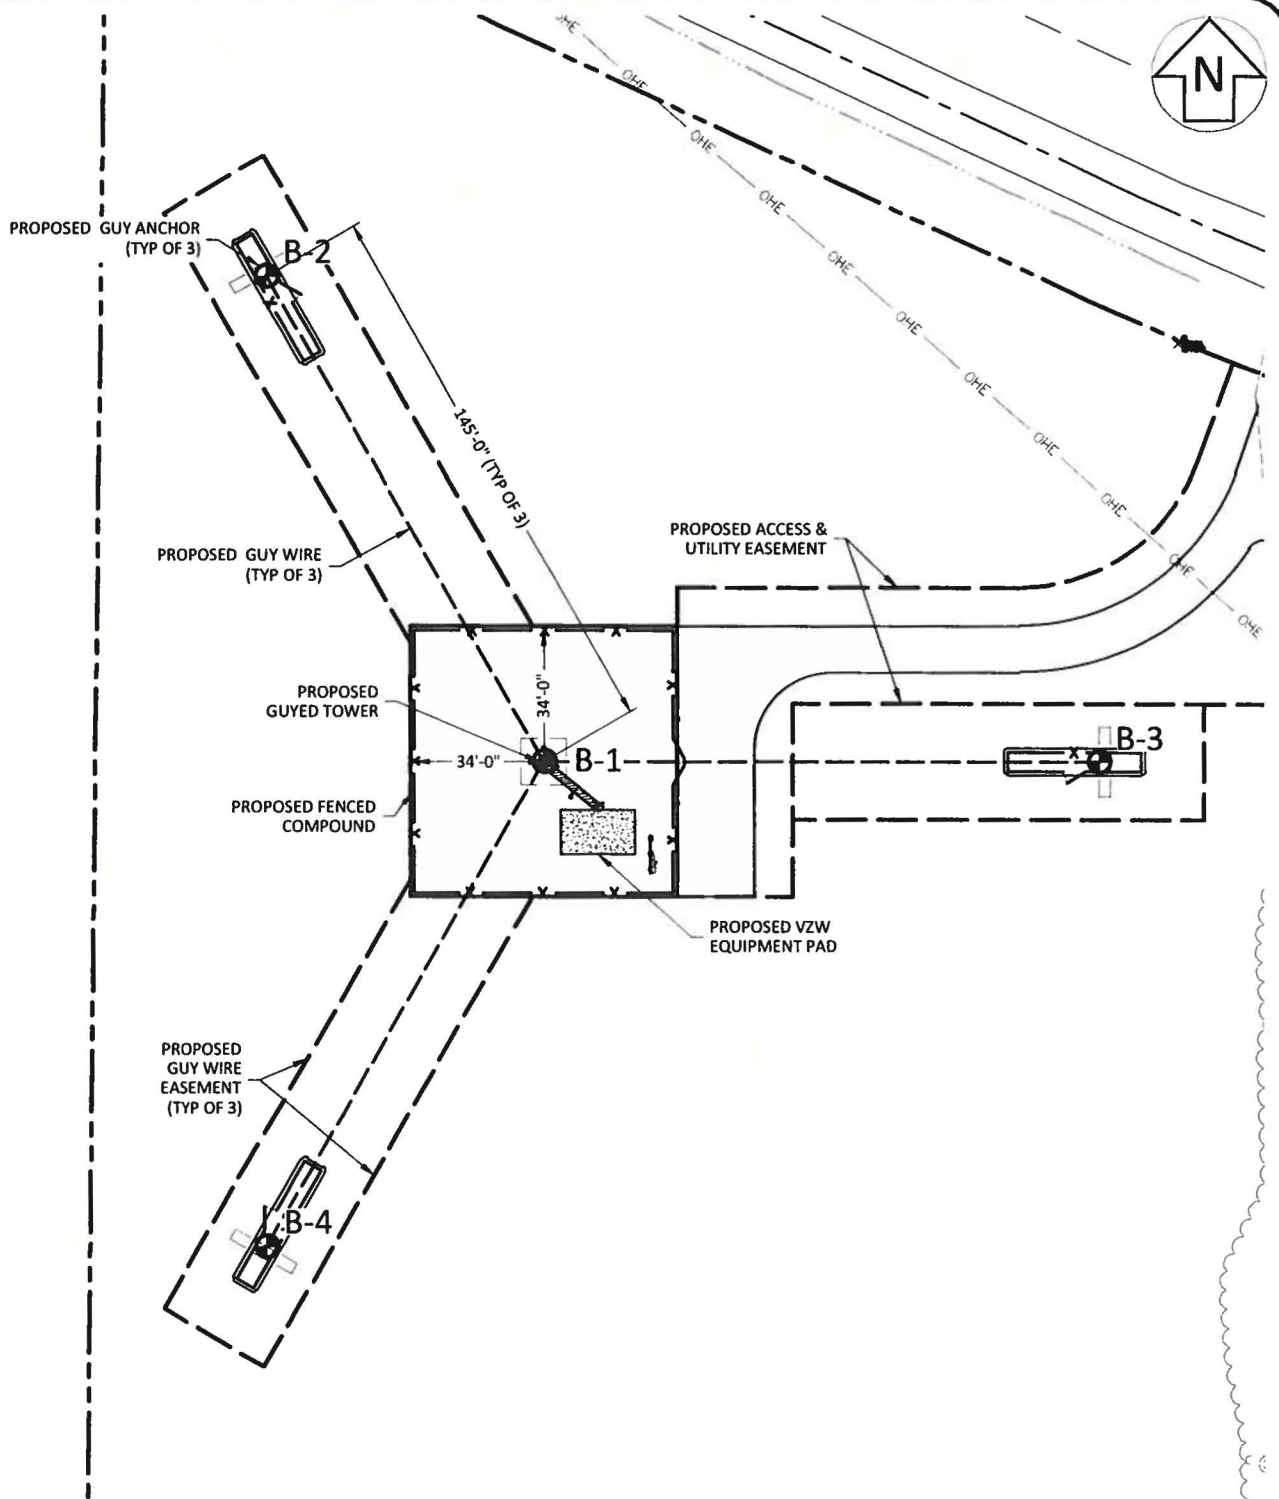 OHE
N
OHE
OHE
OHE
PROPOSED GUY ANCHOR
(TYP OF 3)
B-2
OHE
OHE
OHE
145'-0" (TYP OF 3)
OHE
OHE
PROPOSED ACCESS &
UTILITY EASEMENT
PROPOSED GUY WIRE
(TYP OF 3)
OHE
OHE
PROPOSED
GUYED TOWER
34'-0"
34'-0"
B-1
B-3
PROPOSED FENCED
COMPOUND
PROPOSED VZW
EQUIPMENT PAD
PROPOSED
GUY WIRE
EASEMENT
(TYP OF 3)
B-4